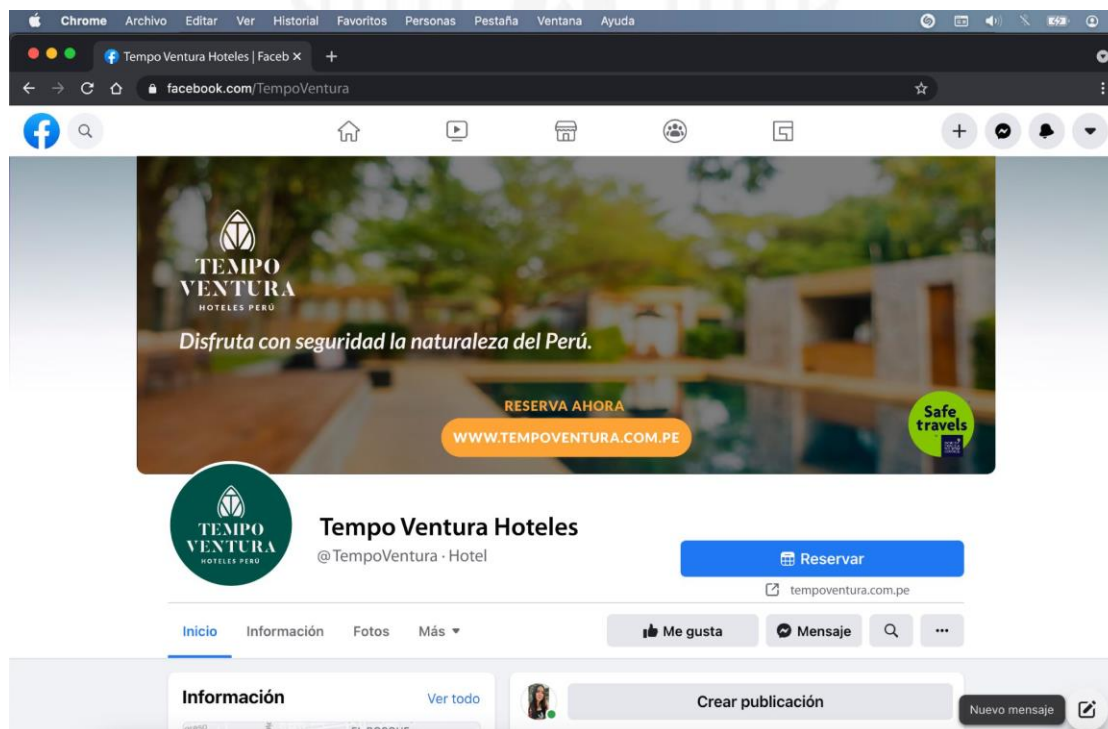 Chrome Archivo Editar Ver Historial Favoritos Personas Pestaña Ventana Ayuda
Tempo Ventura Hoteles | Faceb
facebook.com/TempoVentura
TEMPO
VENTURA
HOTELES PERÚ
Disfruta con seguridad la naturaleza del Perú.
RESERVA AHORA
WWW.TEMPOVENTURA.COM.PE
Safe
travels
TEMPO
VENTURA
HOTELES PERÚ
Tempo Ventura Hoteles
@TempoVentura · Hotel
Reservar
tempoventura.com.pe
Inicio Información Fotos Más
Me gusta Mensaje
Información Ver todo
Crear publicación
Nuevo mensaje